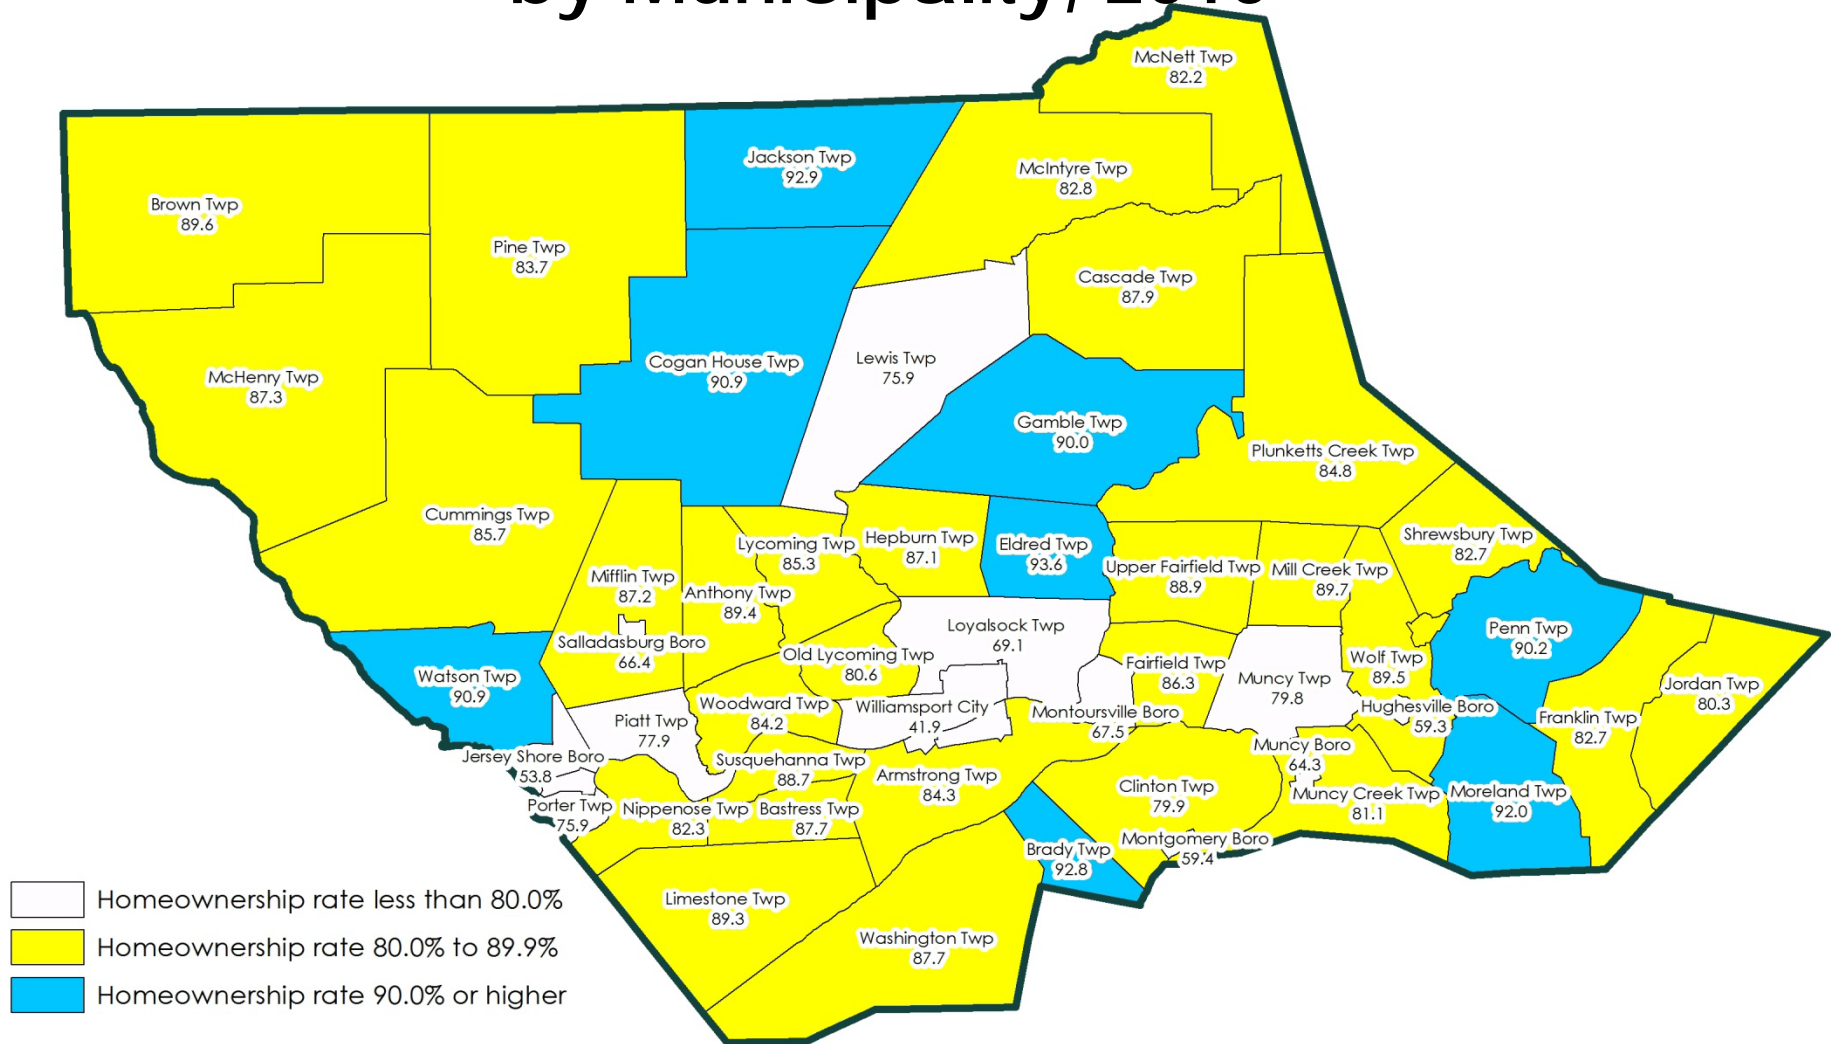 by Municipality, 2010
McNett Twp
82.2
Jackson Twp
92.9
McIntyre Twp
82.8
Brown Twp
89.6
Pine Twp
83.7
Cascade Twp
87.9
Cogan House Twp
90.9
Lewis Twp
75.9
McHenry Twp
87.3
Gamble Twp
90.0
Plunketts Creek Twp
84.8
Cummings Twp
85.7
Lycoming Twp
85.3
Hepburn Twp
87.1
Eldred Twp
93.6
Shrewsbury Twp
82.7
Upper Fairfield Twp
88.9
Mill Creek Twp
89.7
Mifflin Twp
87.2
Anthony Twp
89.4
Loyalsock Twp
69.1
Penn Twp
90.2
Salladasburg Boro
66.4
Old Lycoming Twp
80.6
Fairfield Twp
86.3
Wolf Twp
89.5
Watson Twp
90.9
Muncy Twp
79.8
Jordan Twp
80.3
Woodward Twp
84.2
Williamsport City
41.9
Montoursville Boro
67.5
Hughesville Boro
59.3
Piatt Twp
77.9
Franklin Twp
82.7
Jersey Shore Boro
53.8
Susquehanna Twp
88.7
Muncy Boro
64.3
Armstrong Twp
84.3
Clinton Twp
79.9
Muncy Creek Twp
81.1
Moreland Twp
92.0
Porter Twp
75.9
Nippenose Twp
82.3
Bastress Twp
87.7
Montgomery Boro
59.4
Brady Twp
92.8
Limestone Twp
89.3
Washington Twp
87.7
Homeownership rate less than 80.0%
Homeownership rate 80.0% to 89.9%
Homeownership rate 90.0% or higher